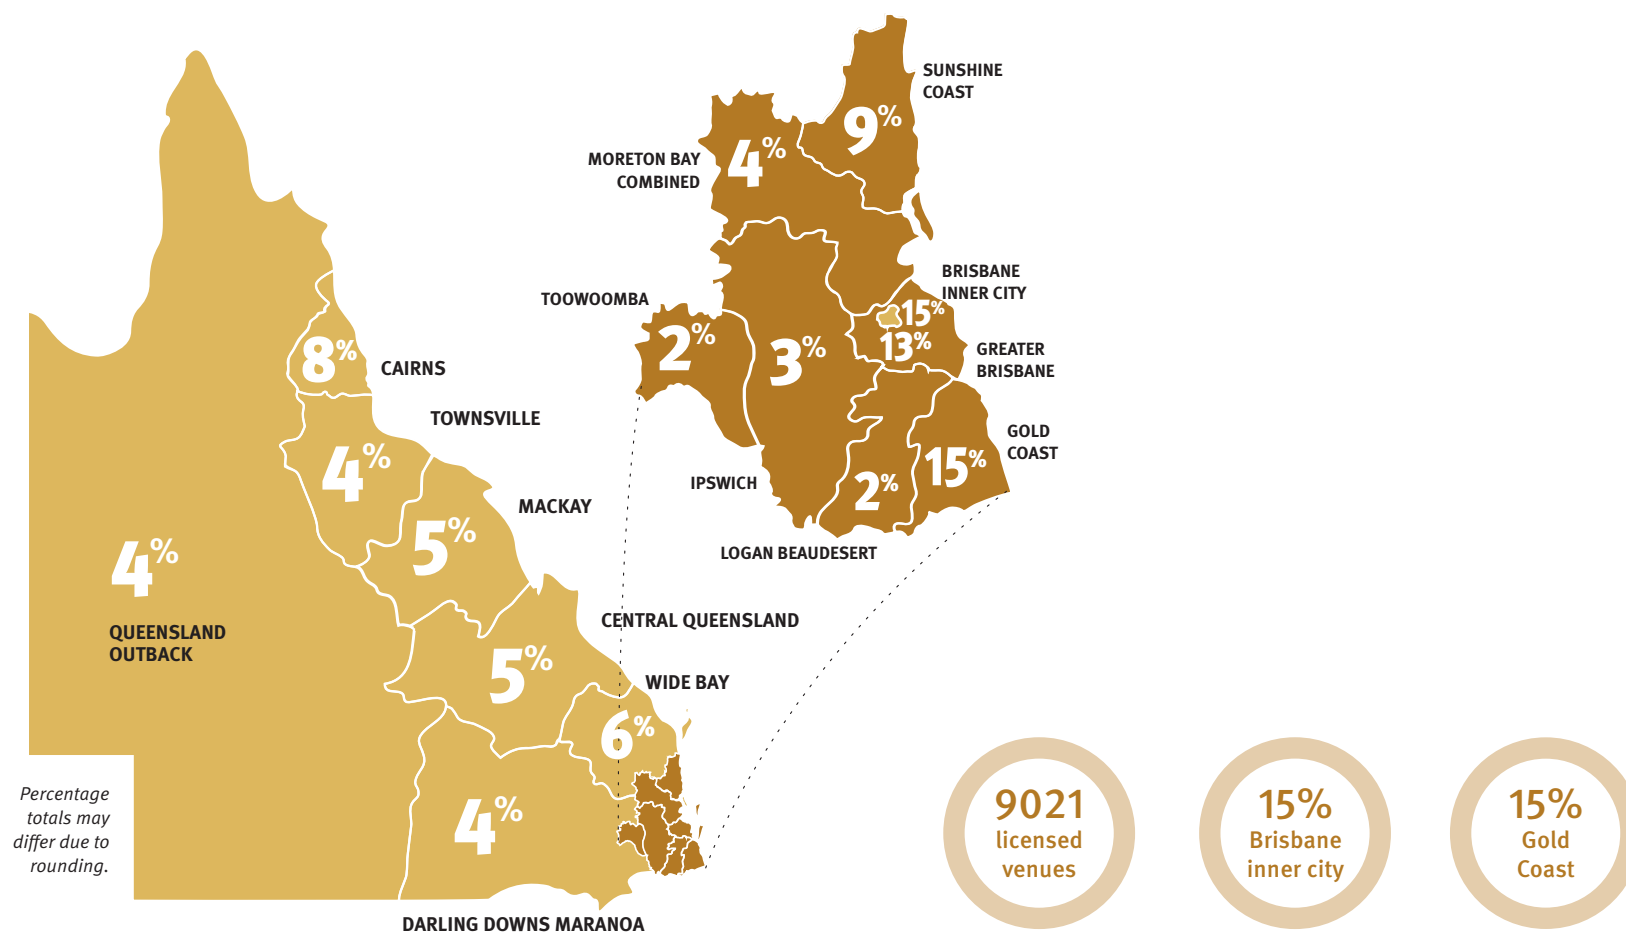 SUNSHINE
COAST
9%
MORETON BAY
COMBINED
4%
BRISBANE
INNER CITY
15%
TOOWOOMBA
2%
3%
13%
GREATER
BRISBANE
8%
CAIRNS
TOWNSVILLE
4%
GOLD
COAST
15%
IPSWICH
2%
LOGAN BEAUDESERT
MACKAY
5%
4%
QUEENSLAND
OUTBACK
CENTRAL QUEENSLAND
5%
WIDE BAY
6%
4%
DARLING DOWNS MARANOA
Percentage
totals may
differ due to
rounding.
9021
licensed
venues
15%
Brisbane
inner city
15%
Gold
Coast